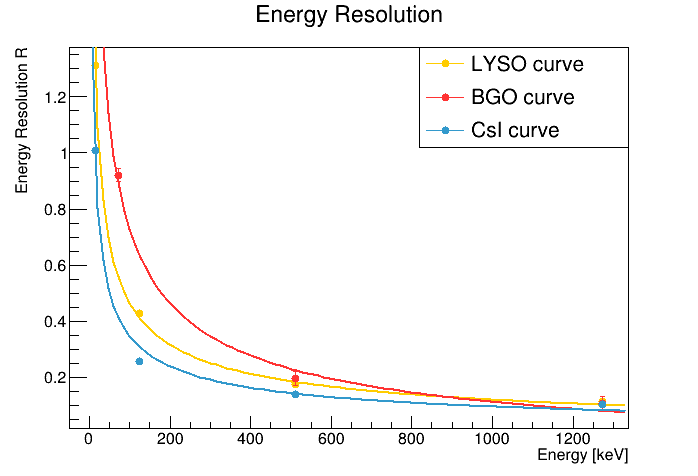 Energy Resolution
Energy Resolution R
LYSO curve
BGO curve
CsI curve
1.2
1
0.8
0.6
0.4
0.2
0 200 400 600 800 1000 1200
Energy [keV]